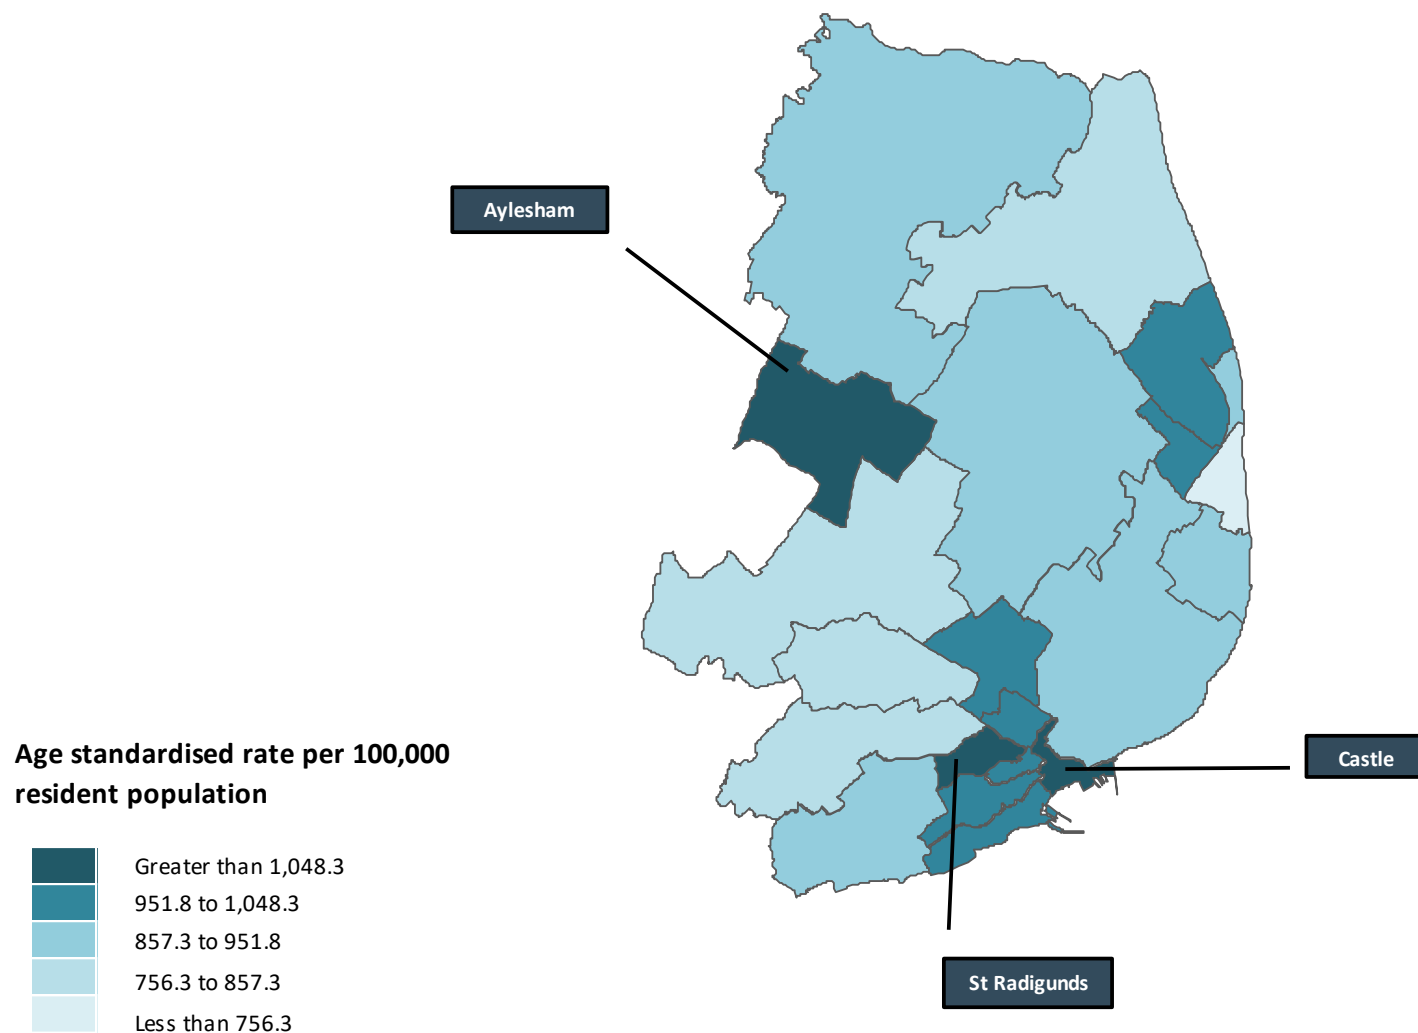 Aylesham
Castle
Age standardised rate per 100,000
resident population
Greater than 1,048.3
951.8 to 1,048.3
857.3 to 951.8
756.3 to 857.3
Less than 756.3
St Radigunds